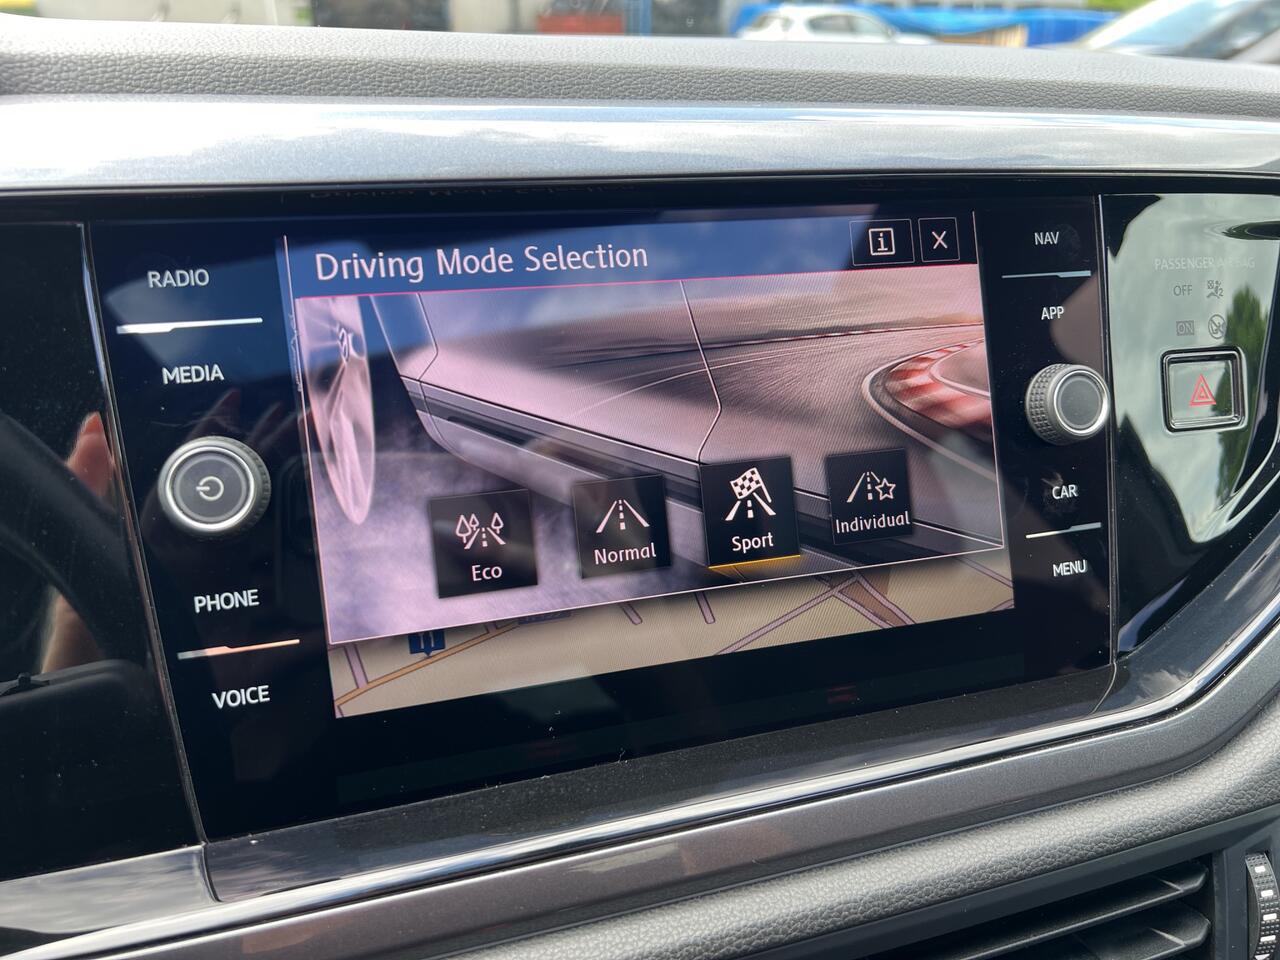 RADIO
MEDIA
PHONE
VOICE
Driving Mode Selection
i
X
Eco
Normal
Sport
Individual
NAV
APP
CAR
MENU
PASSENGER AIRBAG
OFF
2
ON